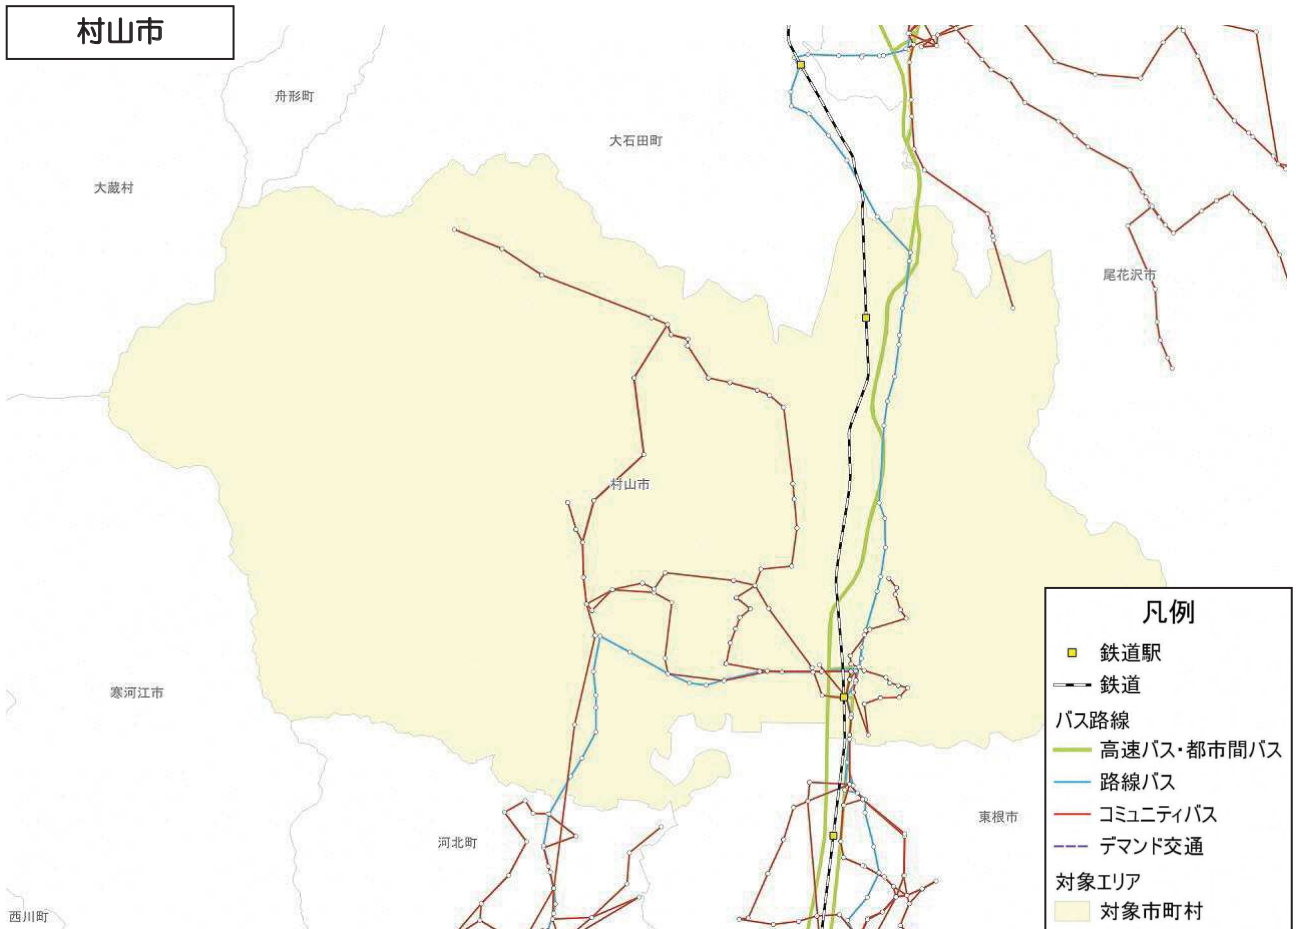 村山市
舟形町
大石田町
大蔵村
尾花沢市
村山市
寒河江市
東根市
河北町
西川町
凡例
鉄道駅
鉄道
バス路線
高速バス・都市間バス
路線バス
コミュニティバス
デマンド交通
対象エリア
対象市町村